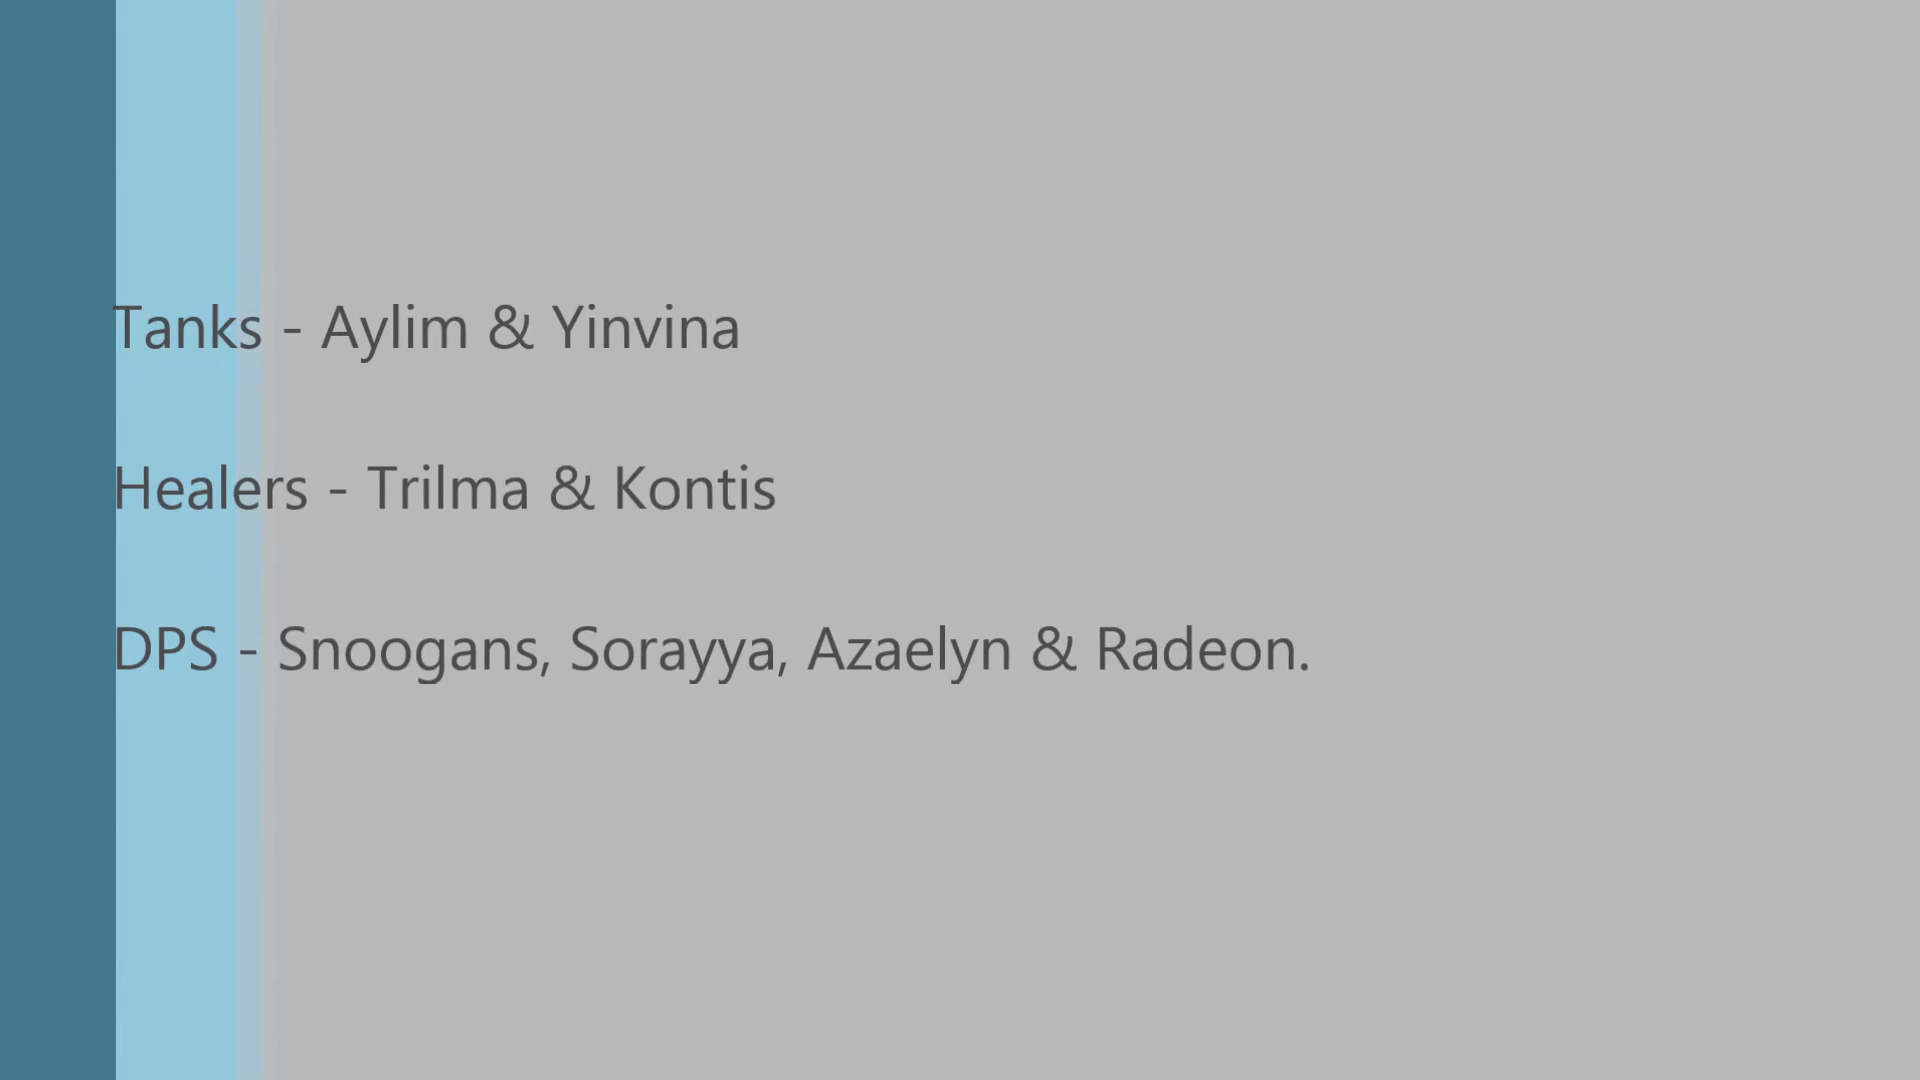 Tanks - Aylim & Yinvina
Healers - Trilma & Kontis
DPS - Snoogans, Sorayya, Azaelyn & Radeon.